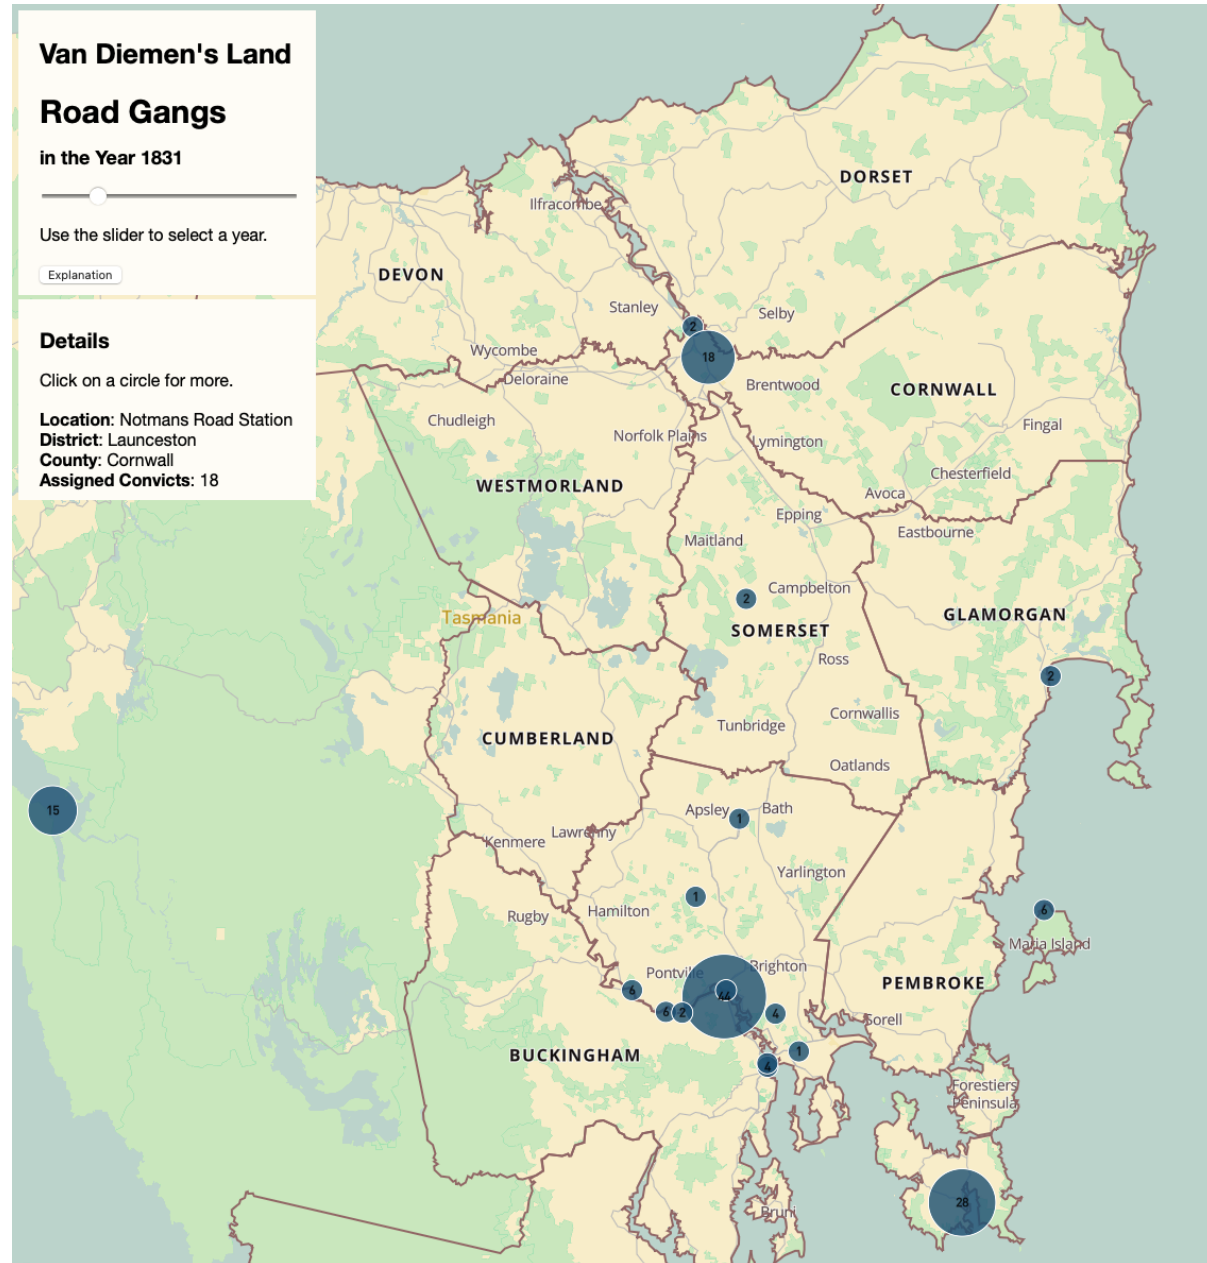 Van Diemen's Land
Road Gangs
in the Year 1831
Use the slider to select a year.
Explanation
Details
Click on a circle for more.
Location: Notmans Road Station
District: Launceston
County: Cornwall
Assigned Convicts: 18
DORSET
Ilfracombe
DEVON
Stanley
Selby
2
18
Wycombe
Deloraine
Brentwood
CORNWALL
Chudleigh
Fingal
Norfolk Plains
Lymington
Chesterfield
WESTMORLAND
Avoca
Epping
Eastbourne
Maitland
Campbelton
2
Tasmania
GLAMORGAN
SOMERSET
Ross
2
Cornwallis
Tunbridge
CUMBERLAND
Oatlands
15
Apsley
Bath
1
Lawrenny
Kenmere
Yarlington
1
Hamilton
Rugby
6
Maria Island
Brighton
Pontville
PEMBROKE
6
44
6
2
4
Sorell
BUCKINGHAM
1
4
Forestiers
Peninsula
28
Bruni